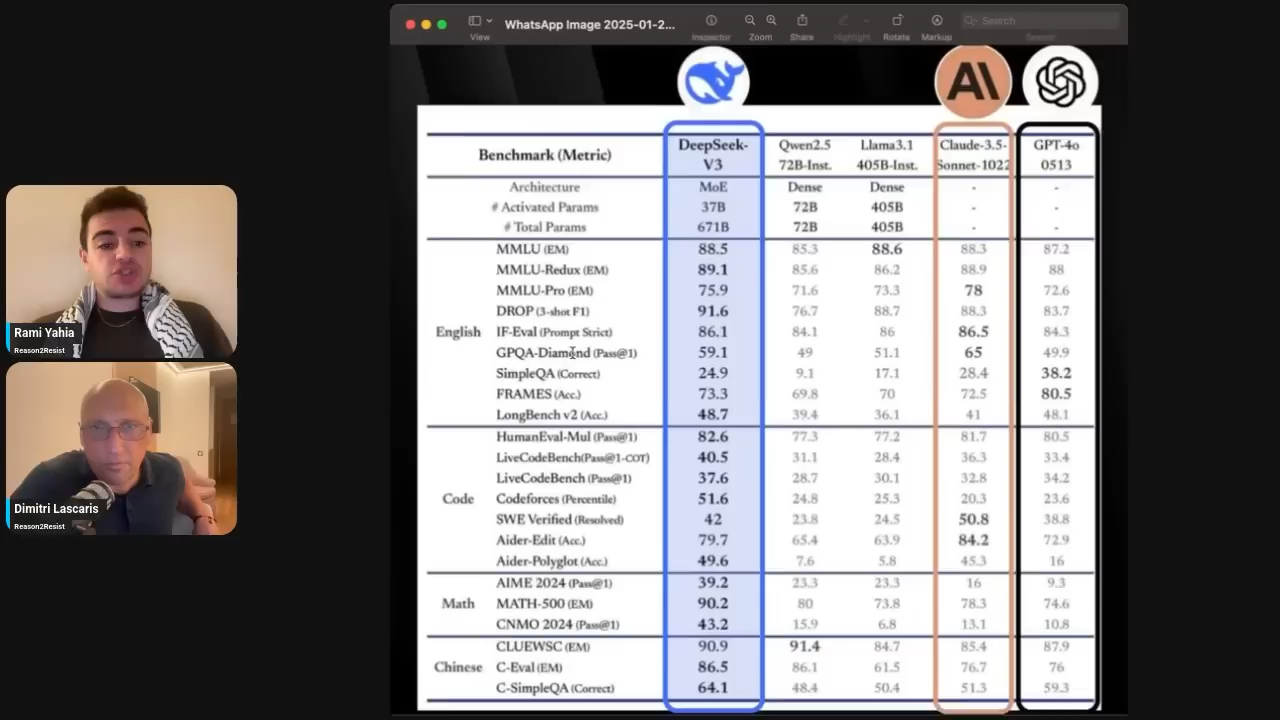 WhatsApp Image 2025-01-2...
View
Inspector Zoom Share Highlight Rotate Markup Search
Search
Rami Yahia
Reason2Resist
Dimitri Lascaris
Reason2Resist
Benchmark (Metric) DeepSeek-V3 Qwen2.5 72B-Inst. Llama3.1 405B-Inst. Claude-3.5-Sonnet-1022 GPT-4o 0513
Architecture MoE Dense Dense - -
# Activated Params 37B 72B 405B - -
# Total Params 671B 72B 405B - -
English
MMLU (EM) 88.5 85.3 88.6 88.3 87.2
MMLU-Redux (EM) 89.1 85.6 86.2 88.9 88
MMLU-Pro (EM) 75.9 71.6 73.3 78 72.6
DROP (3-shot F1) 91.6 76.7 88.7 88.3 83.7
IF-Eval (Prompt Strict) 86.1 84.1 86 86.5 84.3
GPQA-Diamond (Pass@1) 59.1 49 51.1 65 49.9
SimpleQA (Correct) 24.9 9.1 17.1 28.4 38.2
FRAMES (Acc.) 73.3 69.8 70 72.5 80.5
LongBench v2 (Acc.) 48.7 39.4 36.1 41 48.1
Code
HumanEval-Mul (Pass@1) 82.6 77.3 77.2 81.7 80.5
LiveCodeBench(Pass@1-COT) 40.5 31.1 28.4 36.3 33.4
LiveCodeBench (Pass@1) 37.6 28.7 30.1 32.8 34.2
Codeforces (Percentile) 51.6 24.8 25.3 20.3 23.6
SWE Verified (Resolved) 42 23.8 24.5 50.8 38.8
Aider-Edit (Acc.) 79.7 65.4 63.9 84.2 72.9
Aider-Polyglot (Acc.) 49.6 7.6 5.8 45.3 16
Math
AIME 2024 (Pass@1) 39.2 23.3 23.3 16 9.3
MATH-500 (EM) 90.2 80 73.8 78.3 74.6
CNMO 2024 (Pass@1) 43.2 15.9 6.8 13.1 10.8
Chinese
CLUEWSC (EM) 90.9 91.4 84.7 85.4 87.9
C-Eval (EM) 86.5 86.1 61.5 76.7 76
C-SimpleQA (Correct) 64.1 48.4 50.4 51.3 59.3